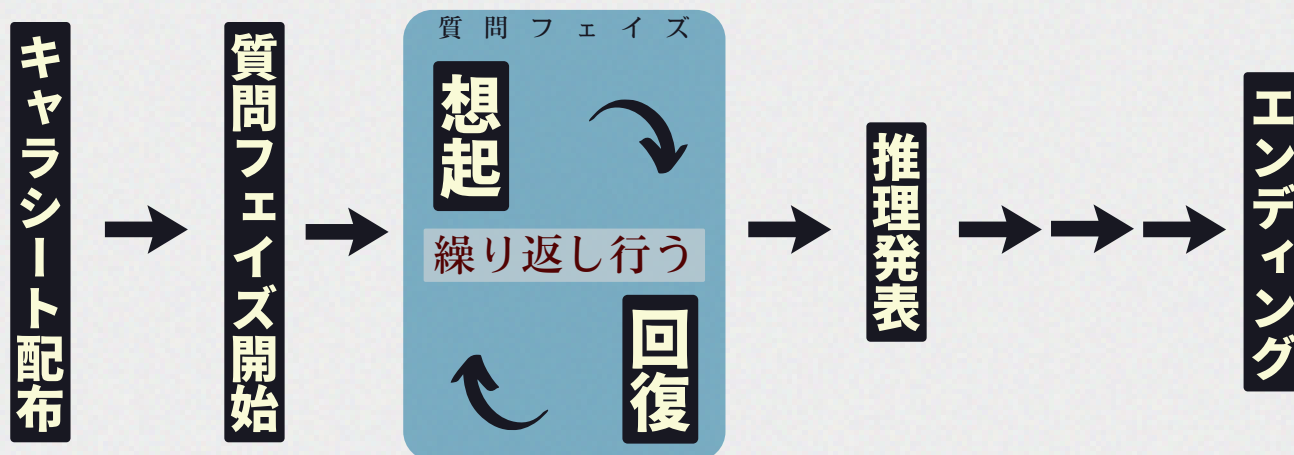 キャラシート配布
質問フェイズ開始
質問フェイズ
想起
繰り返し行う
回復
推理発表
エンディング